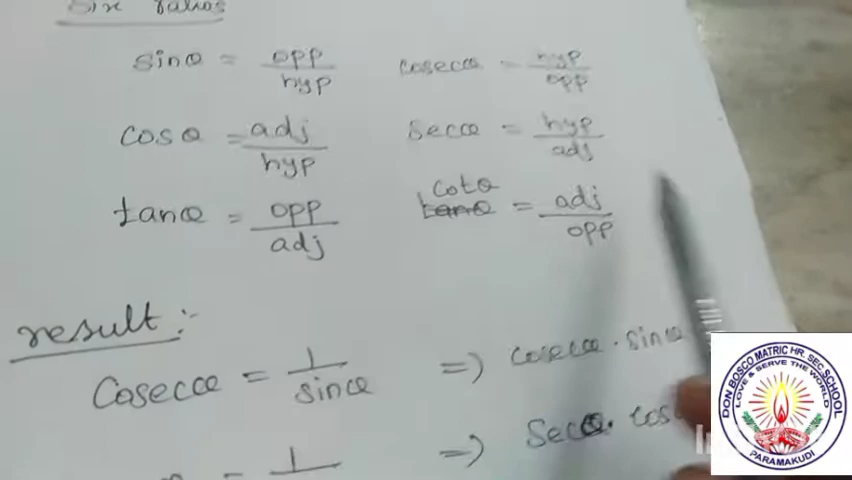 Six ratios
sinθ = opp/hyp cosecθ = hyp/opp
cosθ = adj/hyp secθ = hyp/adj
tanθ = opp/adj cotθ = adj/opp
result :-
Cosecθ = 1/sinθ => cosecθ . sinθ
= 1 => Secθ . cos
DON BOSCO MATRIC HR. SEC SCHOOL
LOVE & SERVE THE WORLD
PARAMAKUDI